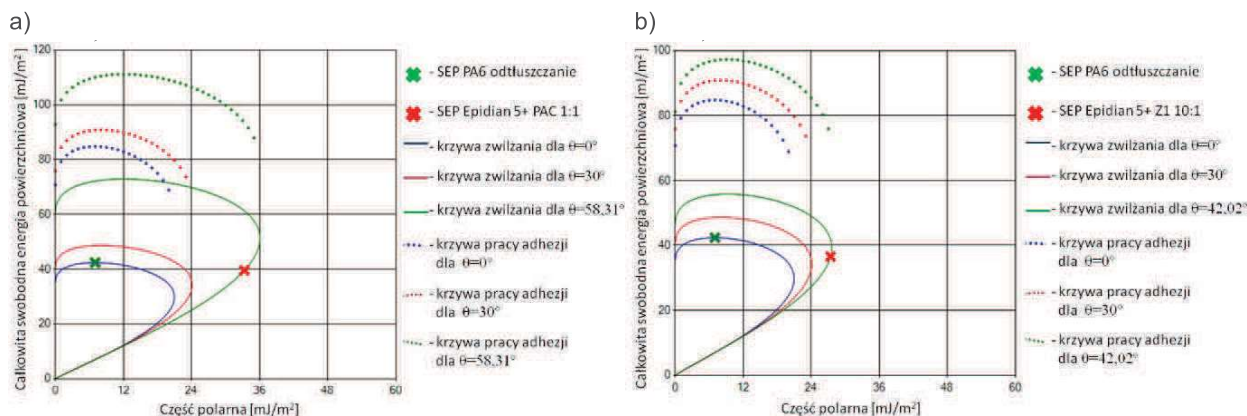 a)
Całkowita swobodna energia powierzchniowa [mJ/m²]
120
100
80
60
40
20
0
0
12
24
36
48
60
Część polarna [mJ/m²]
- SEP PA6 odtłuszczanie
- SEP Epidian 5+ PAC 1:1
- krzywa zwilżania dla θ=0°
- krzywa zwilżania dla θ=30°
- krzywa zwilżania dla θ=58,31°
- krzywa pracy adhezji
dla θ=0°
- krzywa pracy adhezji
dla θ=30°
- krzywa pracy adhezji
dla θ=58,31°
b)
Całkowita swobodna energia powierzchniowa [mJ/m²]
100
80
60
40
20
0
0
12
24
36
48
60
Część polarna [mJ/m²]
- SEP PA6 odtłuszczanie
- SEP Epidian 5+ Z1 10:1
- krzywa zwilżania dla θ=0°
- krzywa zwilżania dla θ=30°
- krzywa zwilżania dla θ=42,02°
- krzywa pracy adhezji
dla θ=0°
- krzywa pracy adhezji
dla θ=30°
- krzywa pracy adhezji
dla θ=42,02°